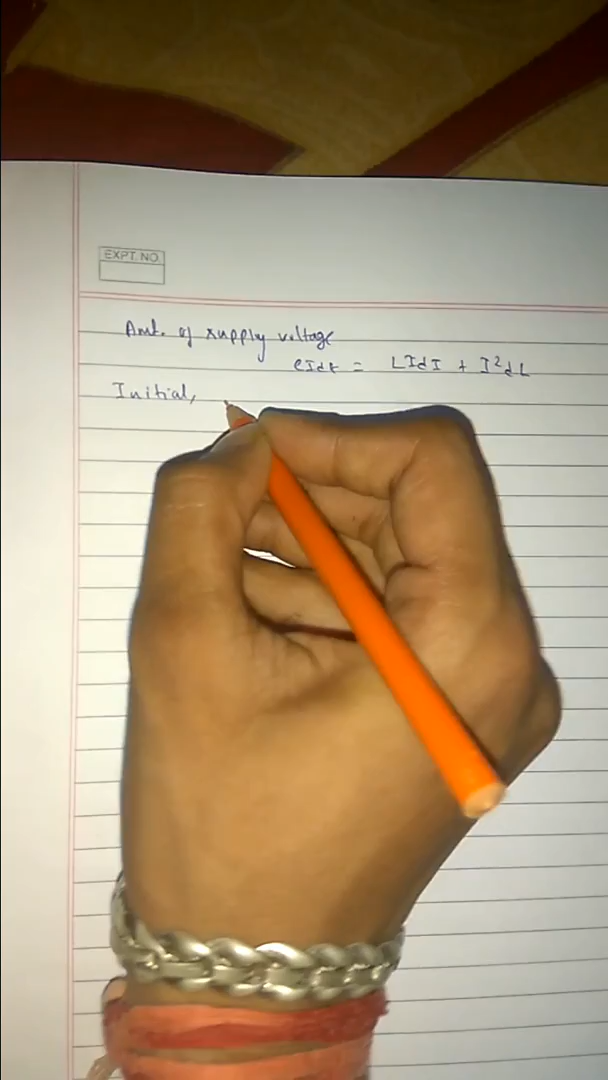 EXPT. NO.
Amt. of supply voltage
eIdt = LIdI + I²dL
Initial,